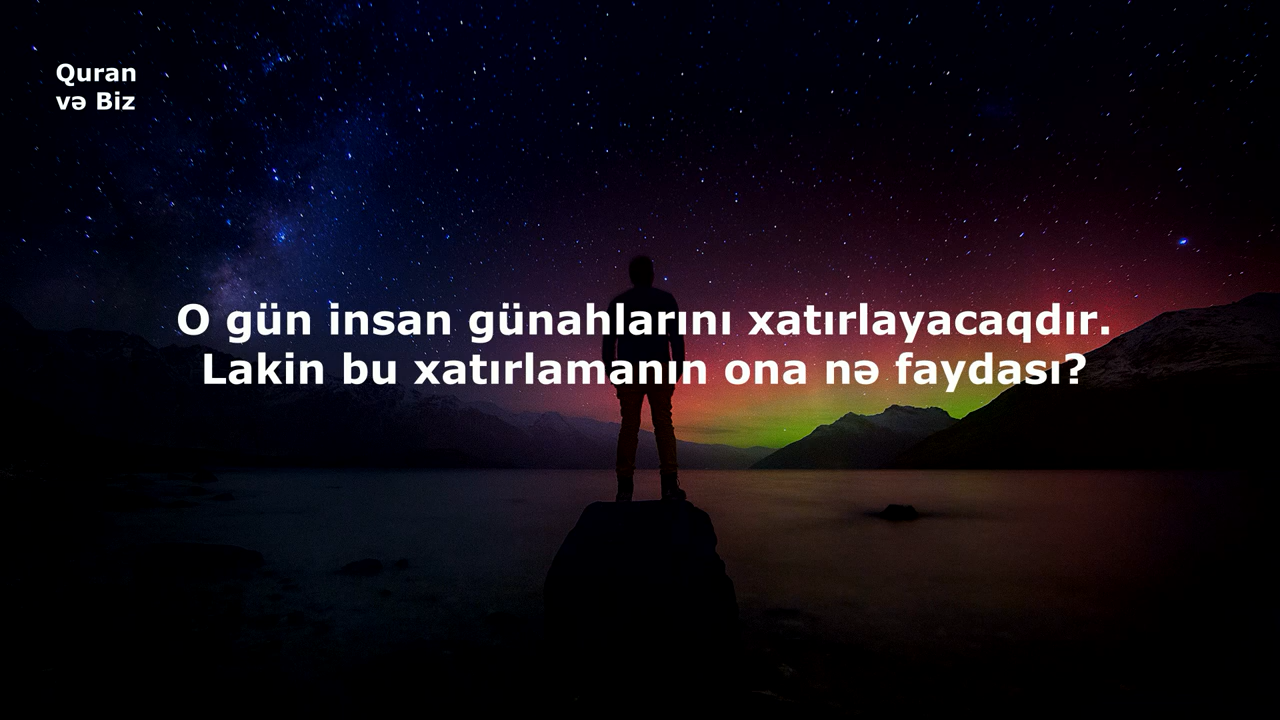 Quran
və Biz
O gün insan günahlarını xatırlayacaqdır.
Lakin bu xatırlamanın ona nə faydası?